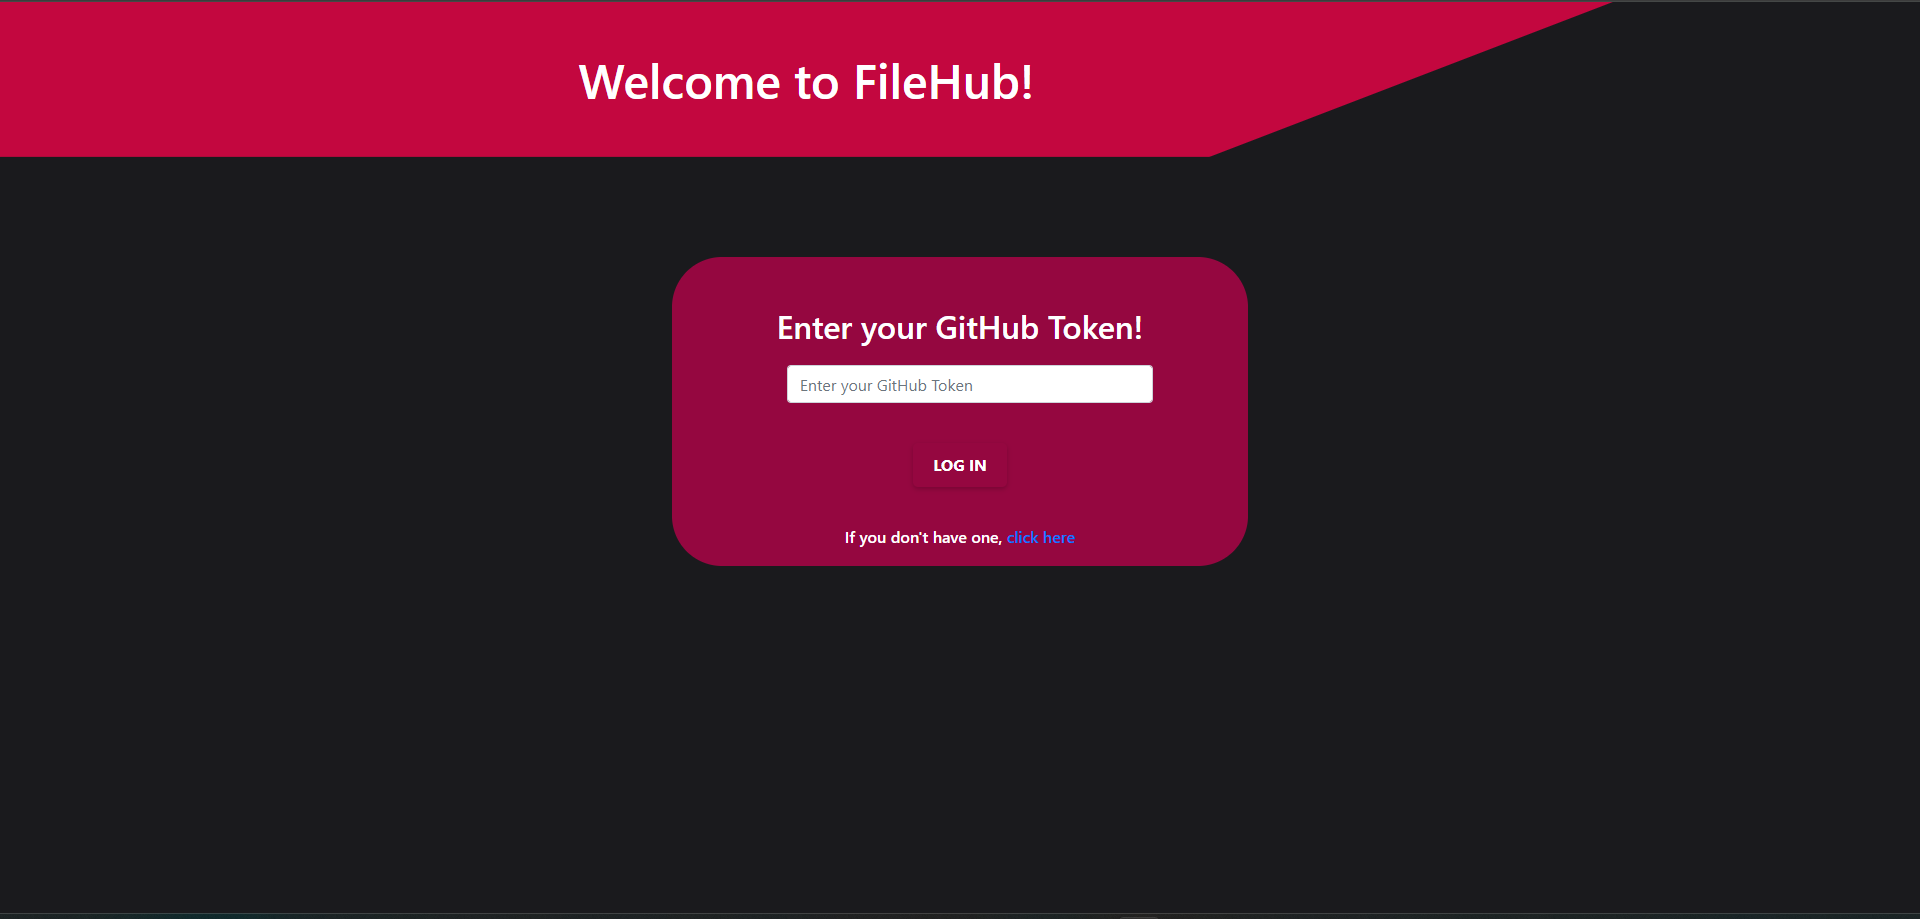 Welcome to FileHub!
Enter your GitHub Token!
Enter your GitHub Token
LOG IN
If you don't have one, click here